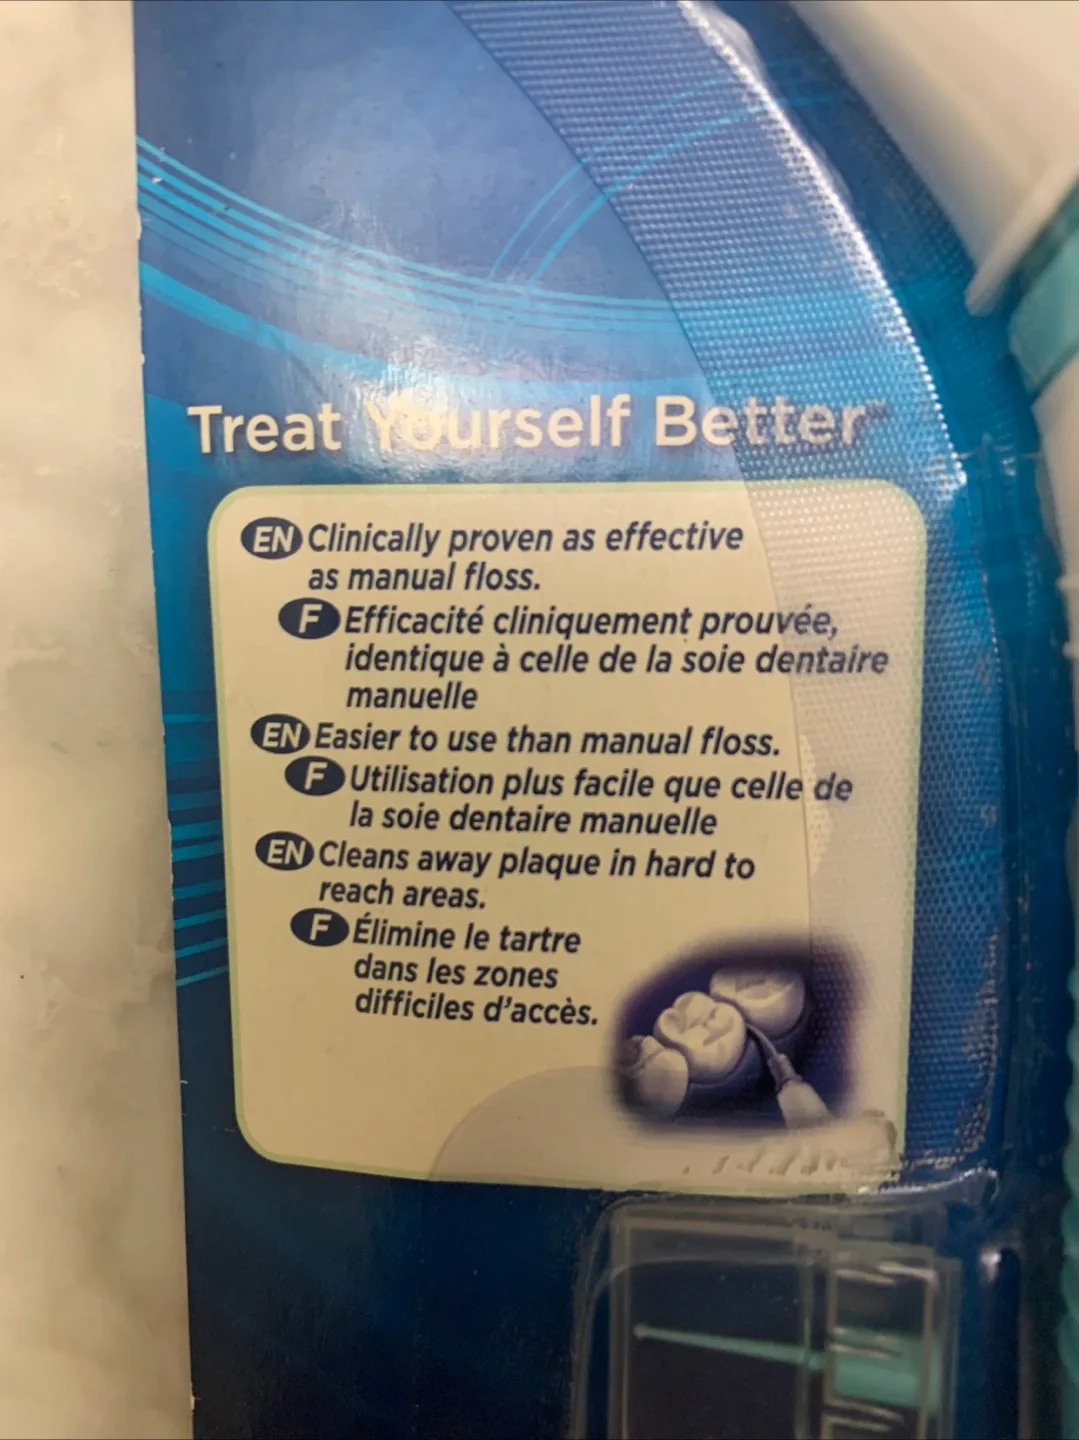 Treat Yourself Better™
EN Clinically proven as effective
as manual floss.
F Efficacité cliniquement prouvée,
identique à celle de la soie dentaire
manuelle
EN Easier to use than manual floss.
F Utilisation plus facile que celle de
la soie dentaire manuelle
EN Cleans away plaque in hard to
reach areas.
F Élimine le tartre
dans les zones
difficiles d'accès.